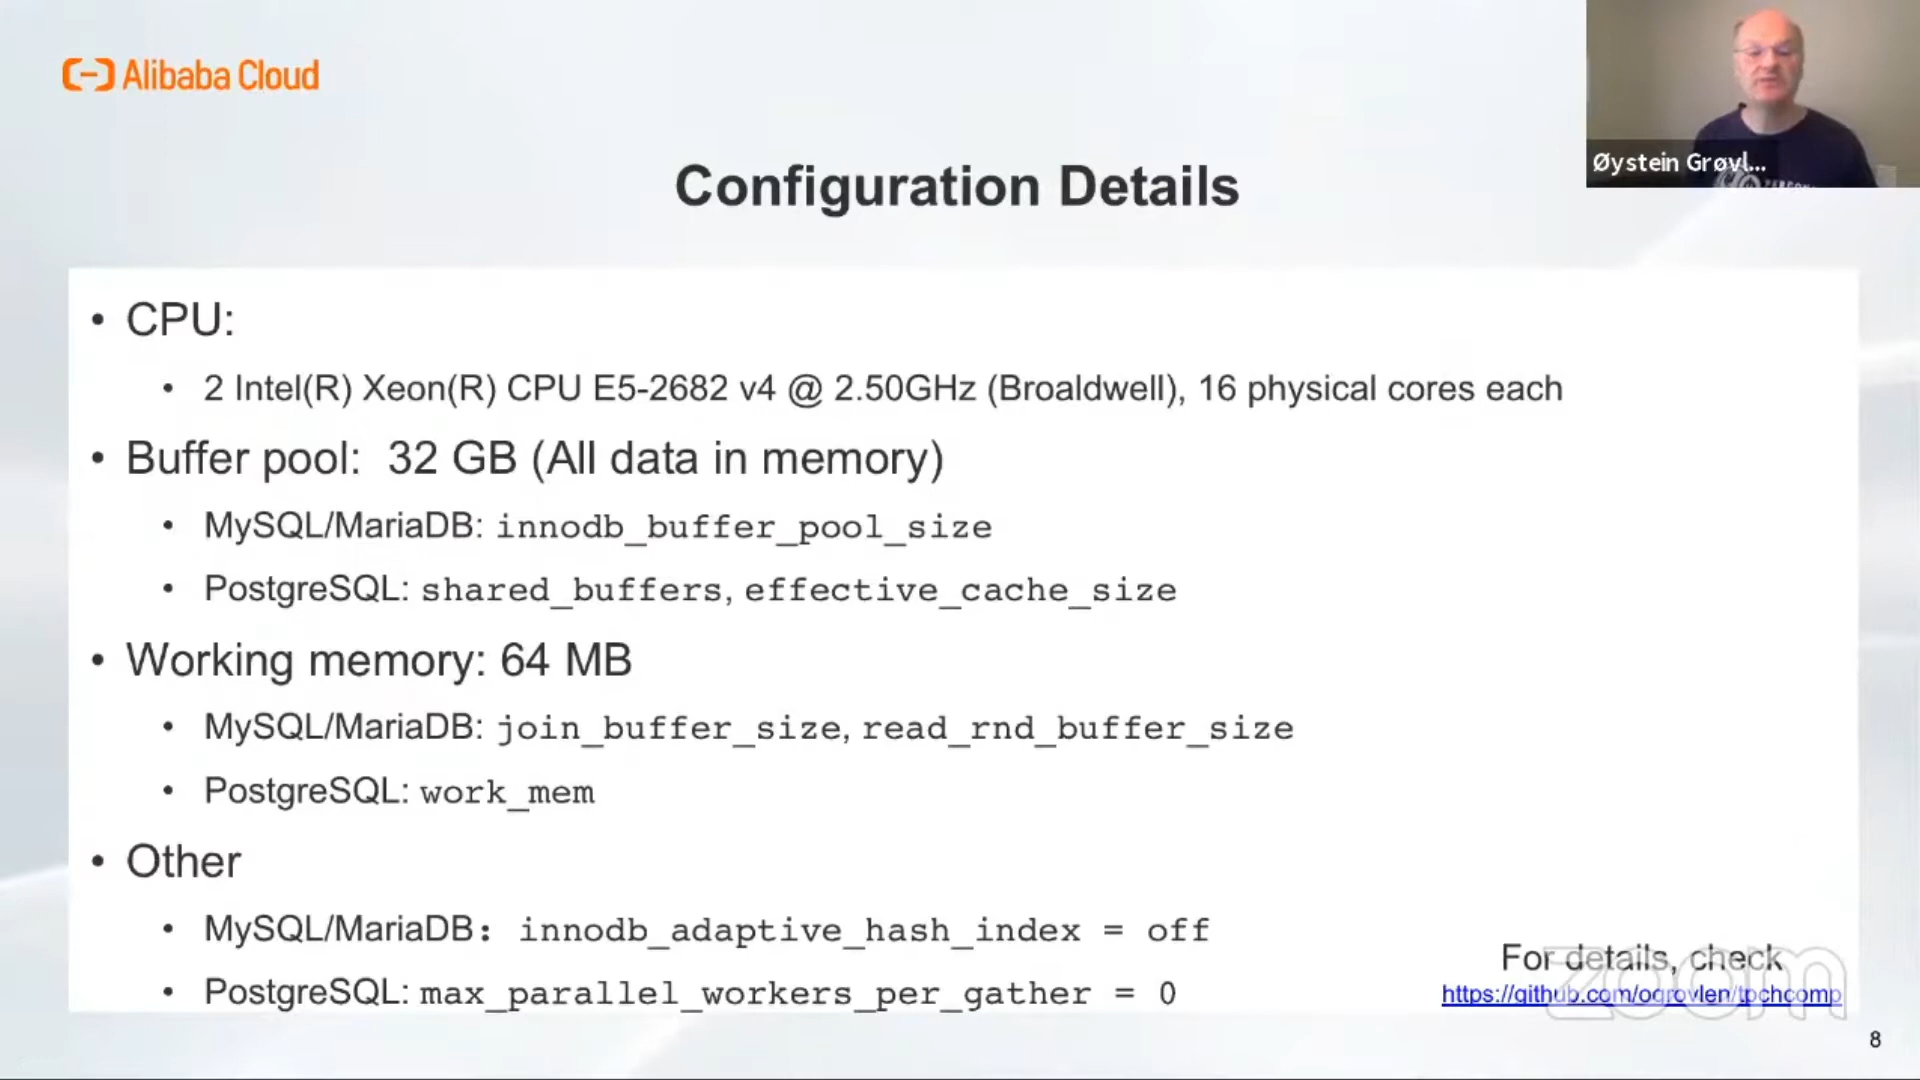 Alibaba Cloud
Øystein Grøvl...
Configuration Details
• CPU:
• 2 Intel(R) Xeon(R) CPU E5-2682 v4 @ 2.50GHz (Broaldwell), 16 physical cores each
• Buffer pool: 32 GB (All data in memory)
• MySQL/MariaDB: innodb_buffer_pool_size
• PostgreSQL: shared_buffers, effective_cache_size
• Working memory: 64 MB
• MySQL/MariaDB: join_buffer_size, read_rnd_buffer_size
• PostgreSQL: work_mem
• Other
• MySQL/MariaDB: innodb_adaptive_hash_index = off
• PostgreSQL: max_parallel_workers_per_gather = 0
For details, check
https://github.com/ogrovlen/tpchcomp
zoom
8